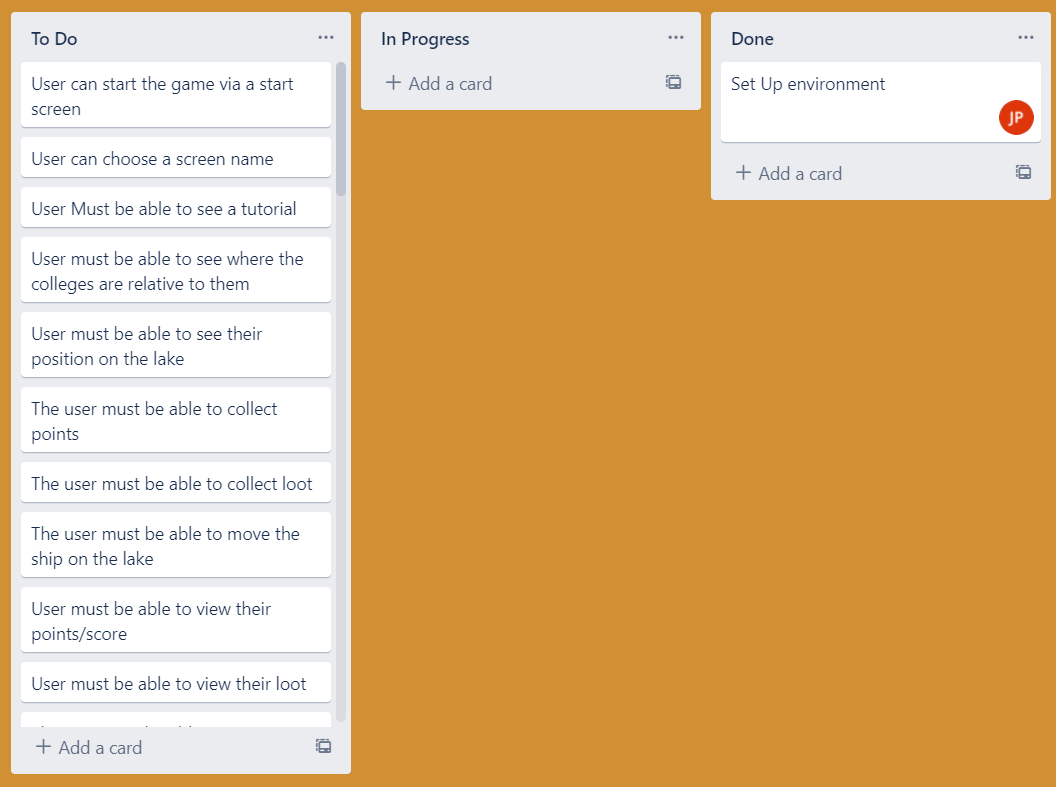 To Do
User can start the game via a start
screen
User can choose a screen name
User Must be able to see a tutorial
User must be able to see where the
colleges are relative to them
User must be able to see their
position on the lake
The user must be able to collect
points
The user must be able to collect loot
The user must be able to move the
ship on the lake
User must be able to view their
points/score
User must be able to view their loot
Add a card
In Progress
Add a card
Done
Set Up environment
JP
Add a card